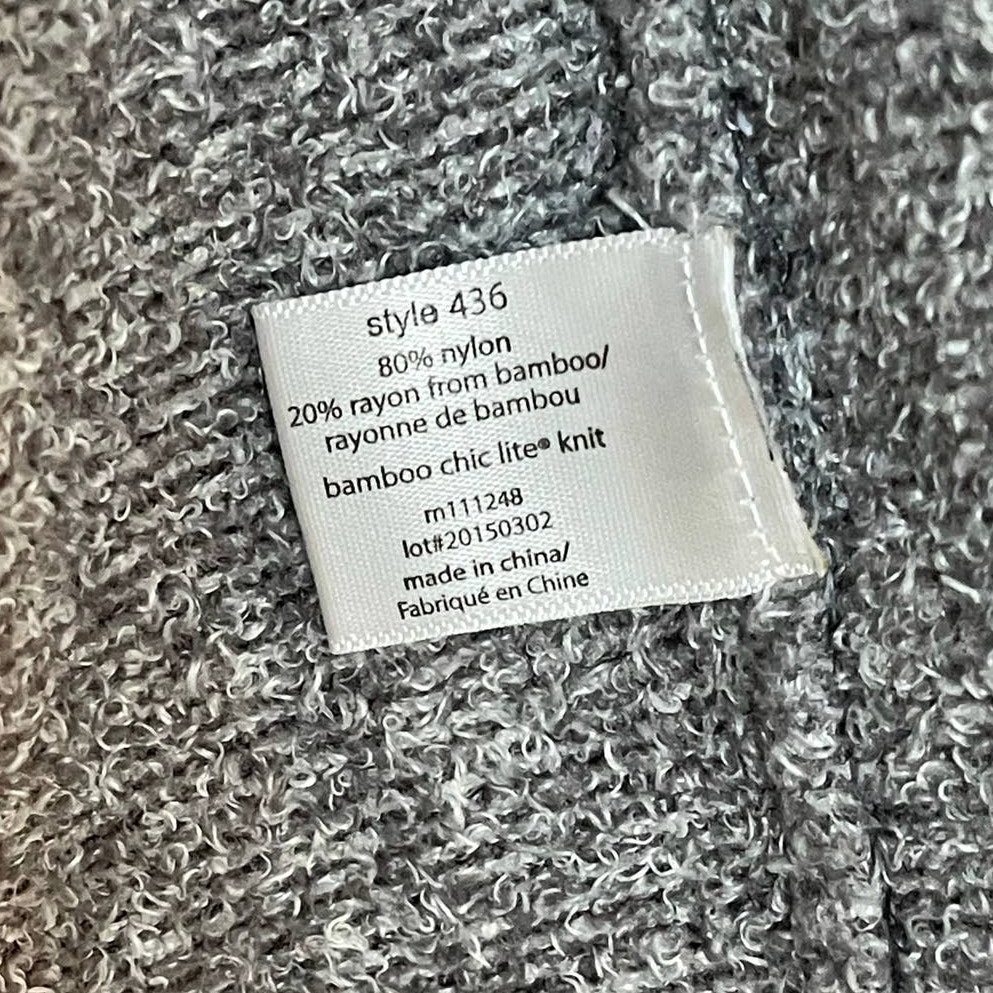 style 436
80% nylon
20% rayon from bamboo/
rayonne de bambou
bamboo chic lite® knit
m111248
lot#20150302
made in china/
Fabriqué en Chine